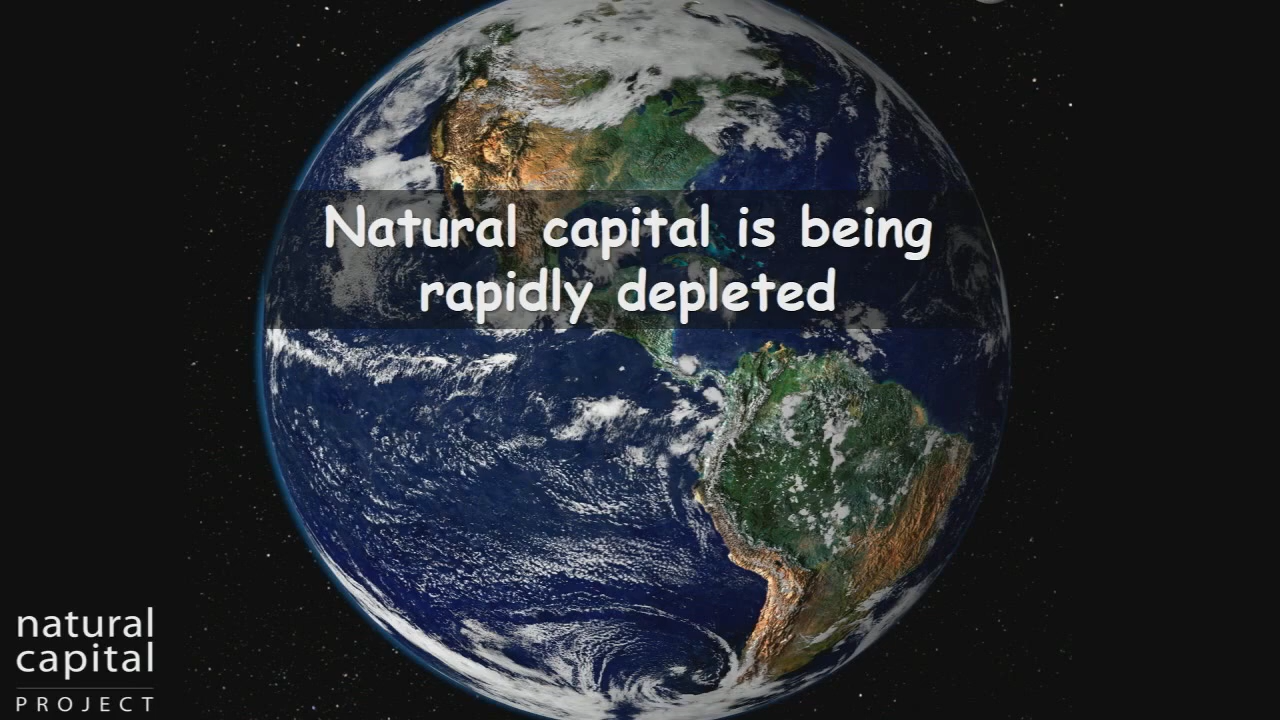 Natural capital is being
rapidly depleted
natural
capital
PROJECT